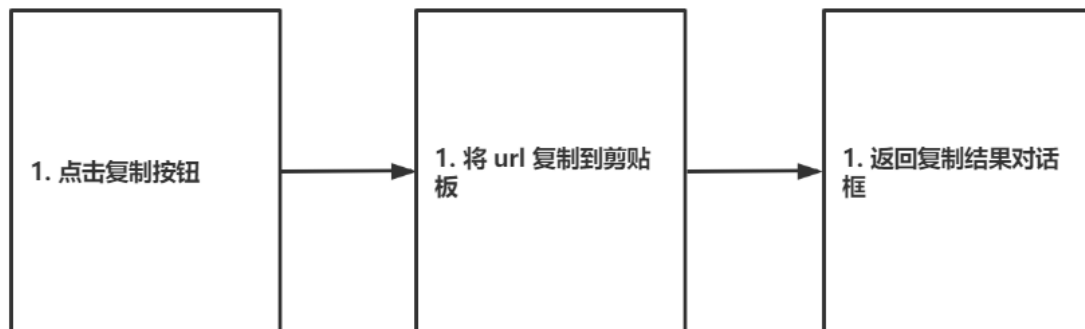 1. 点击复制按钮
1. 将 url 复制到剪贴
板
1. 返回复制结果对话
框